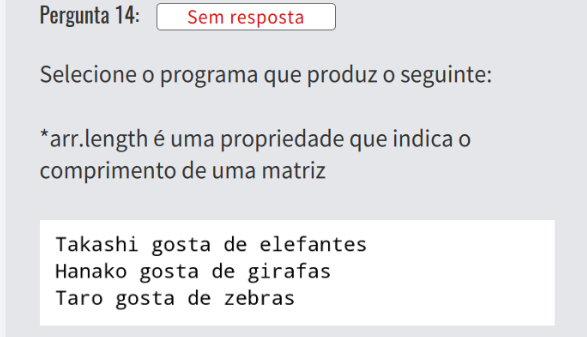 Pergunta 14: Sem resposta
Selecione o programa que produz o seguinte:
*arr.length é uma propriedade que indica o
comprimento de uma matriz
Takashi gosta de elefantes
Hanako gosta de girafas
Taro gosta de zebras